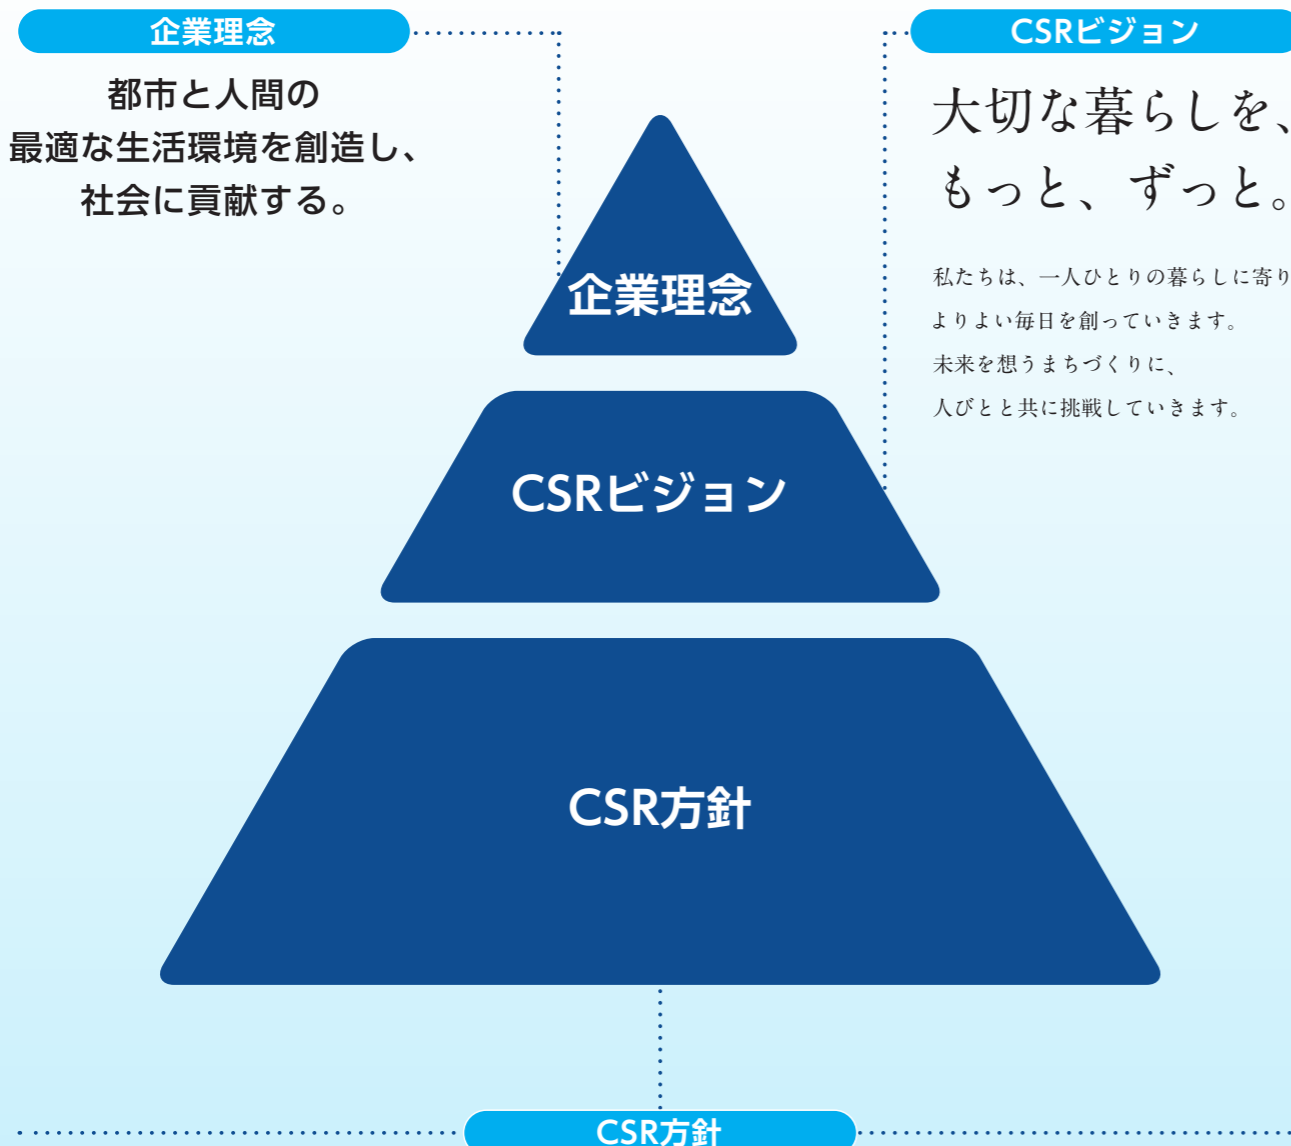 企業理念
都市と人間の
最適な生活環境を創造し、
社会に貢献する。
CSRビジョン
大切な暮らしを、
もっと、ずっと。
私たちは、一人ひとりの暮らしに寄り
よりよい毎日を創っていきます。
未来を想うまちづくりに、
人びとと共に挑戦していきます。
企業理念
CSRビジョン
CSR方針
CSR方針